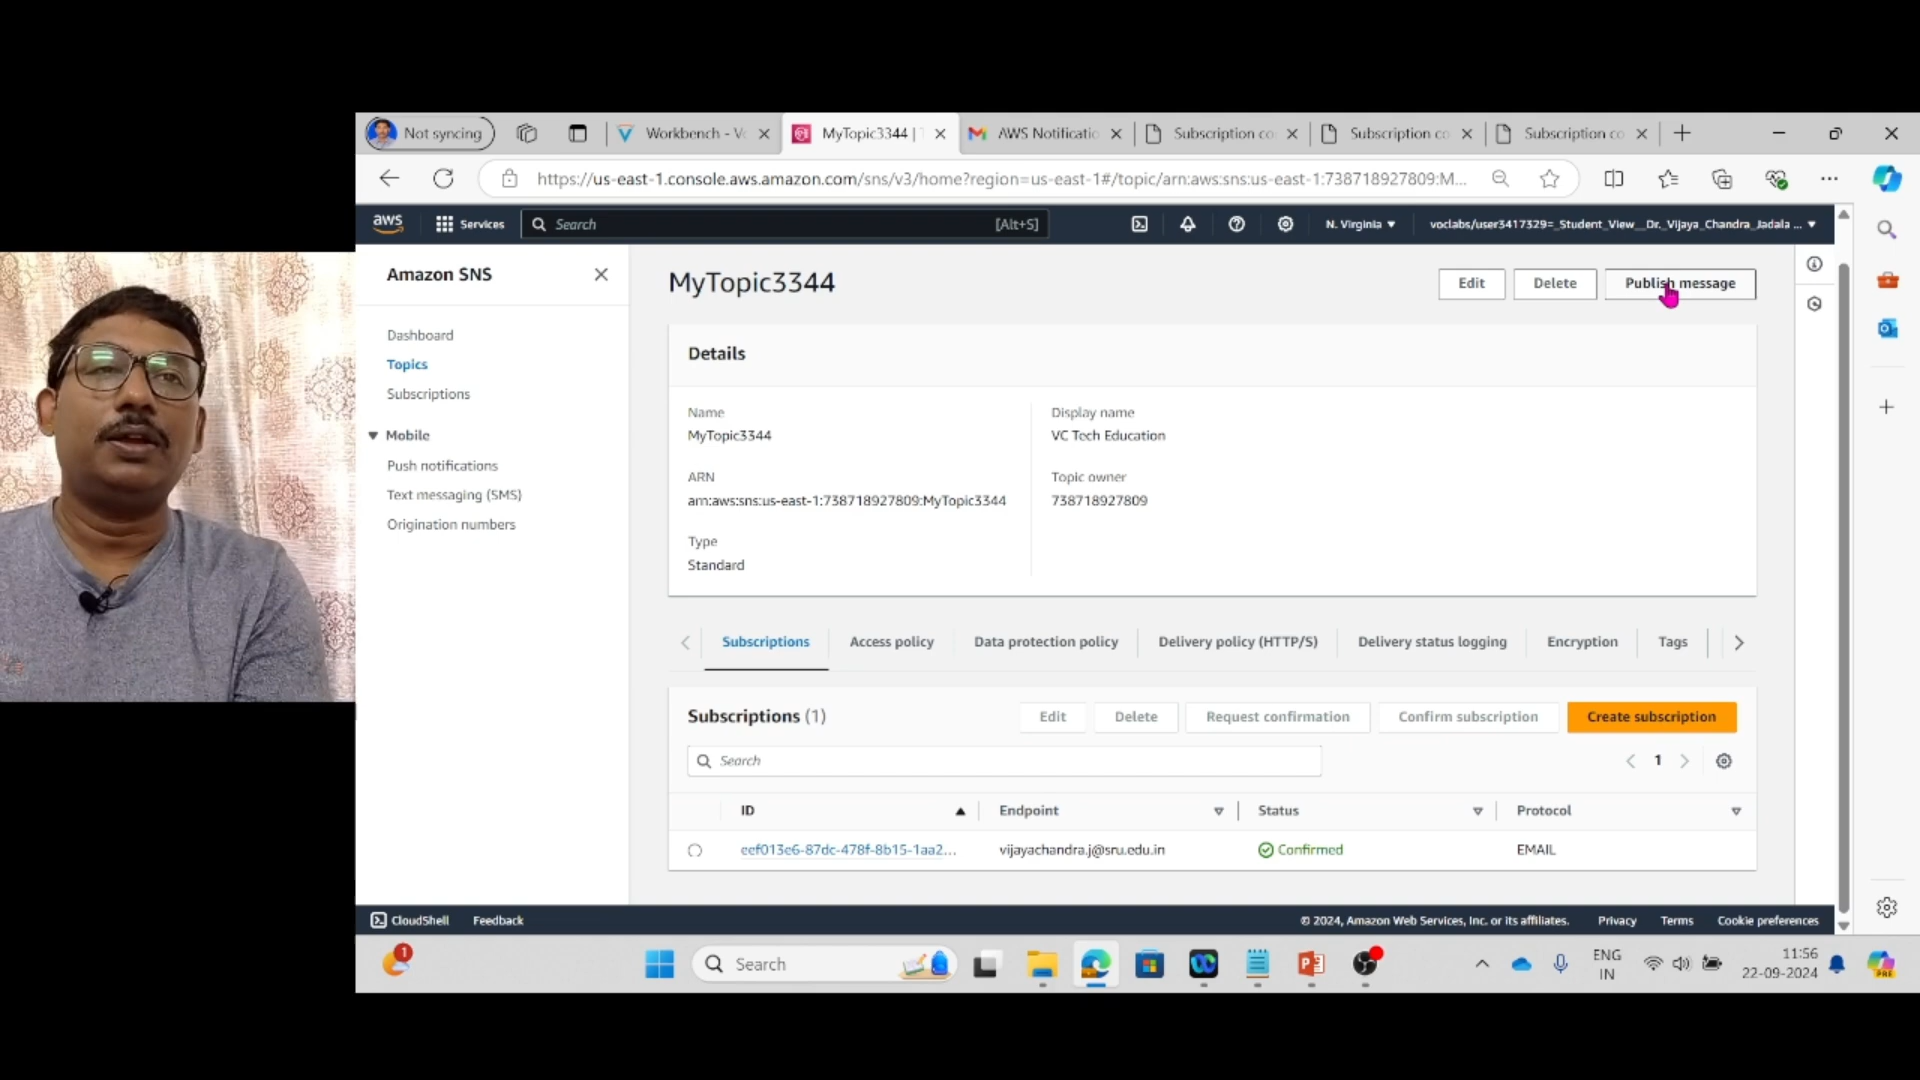 Not syncing
Workbench - Vo
MyTopic3344 | T
AWS Notificatio
Subscription co
Subscription co
Subscription co
https://us-east-1.console.aws.amazon.com/sns/v3/home?region=us-east-1#/topic/arn:aws:sns:us-east-1:738718927809:M...
aws
Services
Search
[Alt+S]
N. Virginia
voclabs/user3417329=_Student_View__Dr._Vijaya_Chandra_Jadala ...
Amazon SNS
Dashboard
Topics
Subscriptions
Mobile
Push notifications
Text messaging (SMS)
Origination numbers
MyTopic3344
Edit
Delete
Publish message
Details
Name
MyTopic3344
Display name
VC Tech Education
ARN
arn:aws:sns:us-east-1:738718927809:MyTopic3344
Topic owner
738718927809
Type
Standard
Subscriptions
Access policy
Data protection policy
Delivery policy (HTTP/S)
Delivery status logging
Encryption
Tags
Subscriptions (1)
Edit
Delete
Request confirmation
Confirm subscription
Create subscription
Search
1
ID
Endpoint
Status
Protocol
eef013e6-87dc-478f-8b15-1aa2...
vijayachandra.j@sru.edu.in
Confirmed
EMAIL
CloudShell
Feedback
© 2024, Amazon Web Services, Inc. or its affiliates.
Privacy
Terms
Cookie preferences
1
Search
ENG
IN
11:56
22-09-2024
PRE